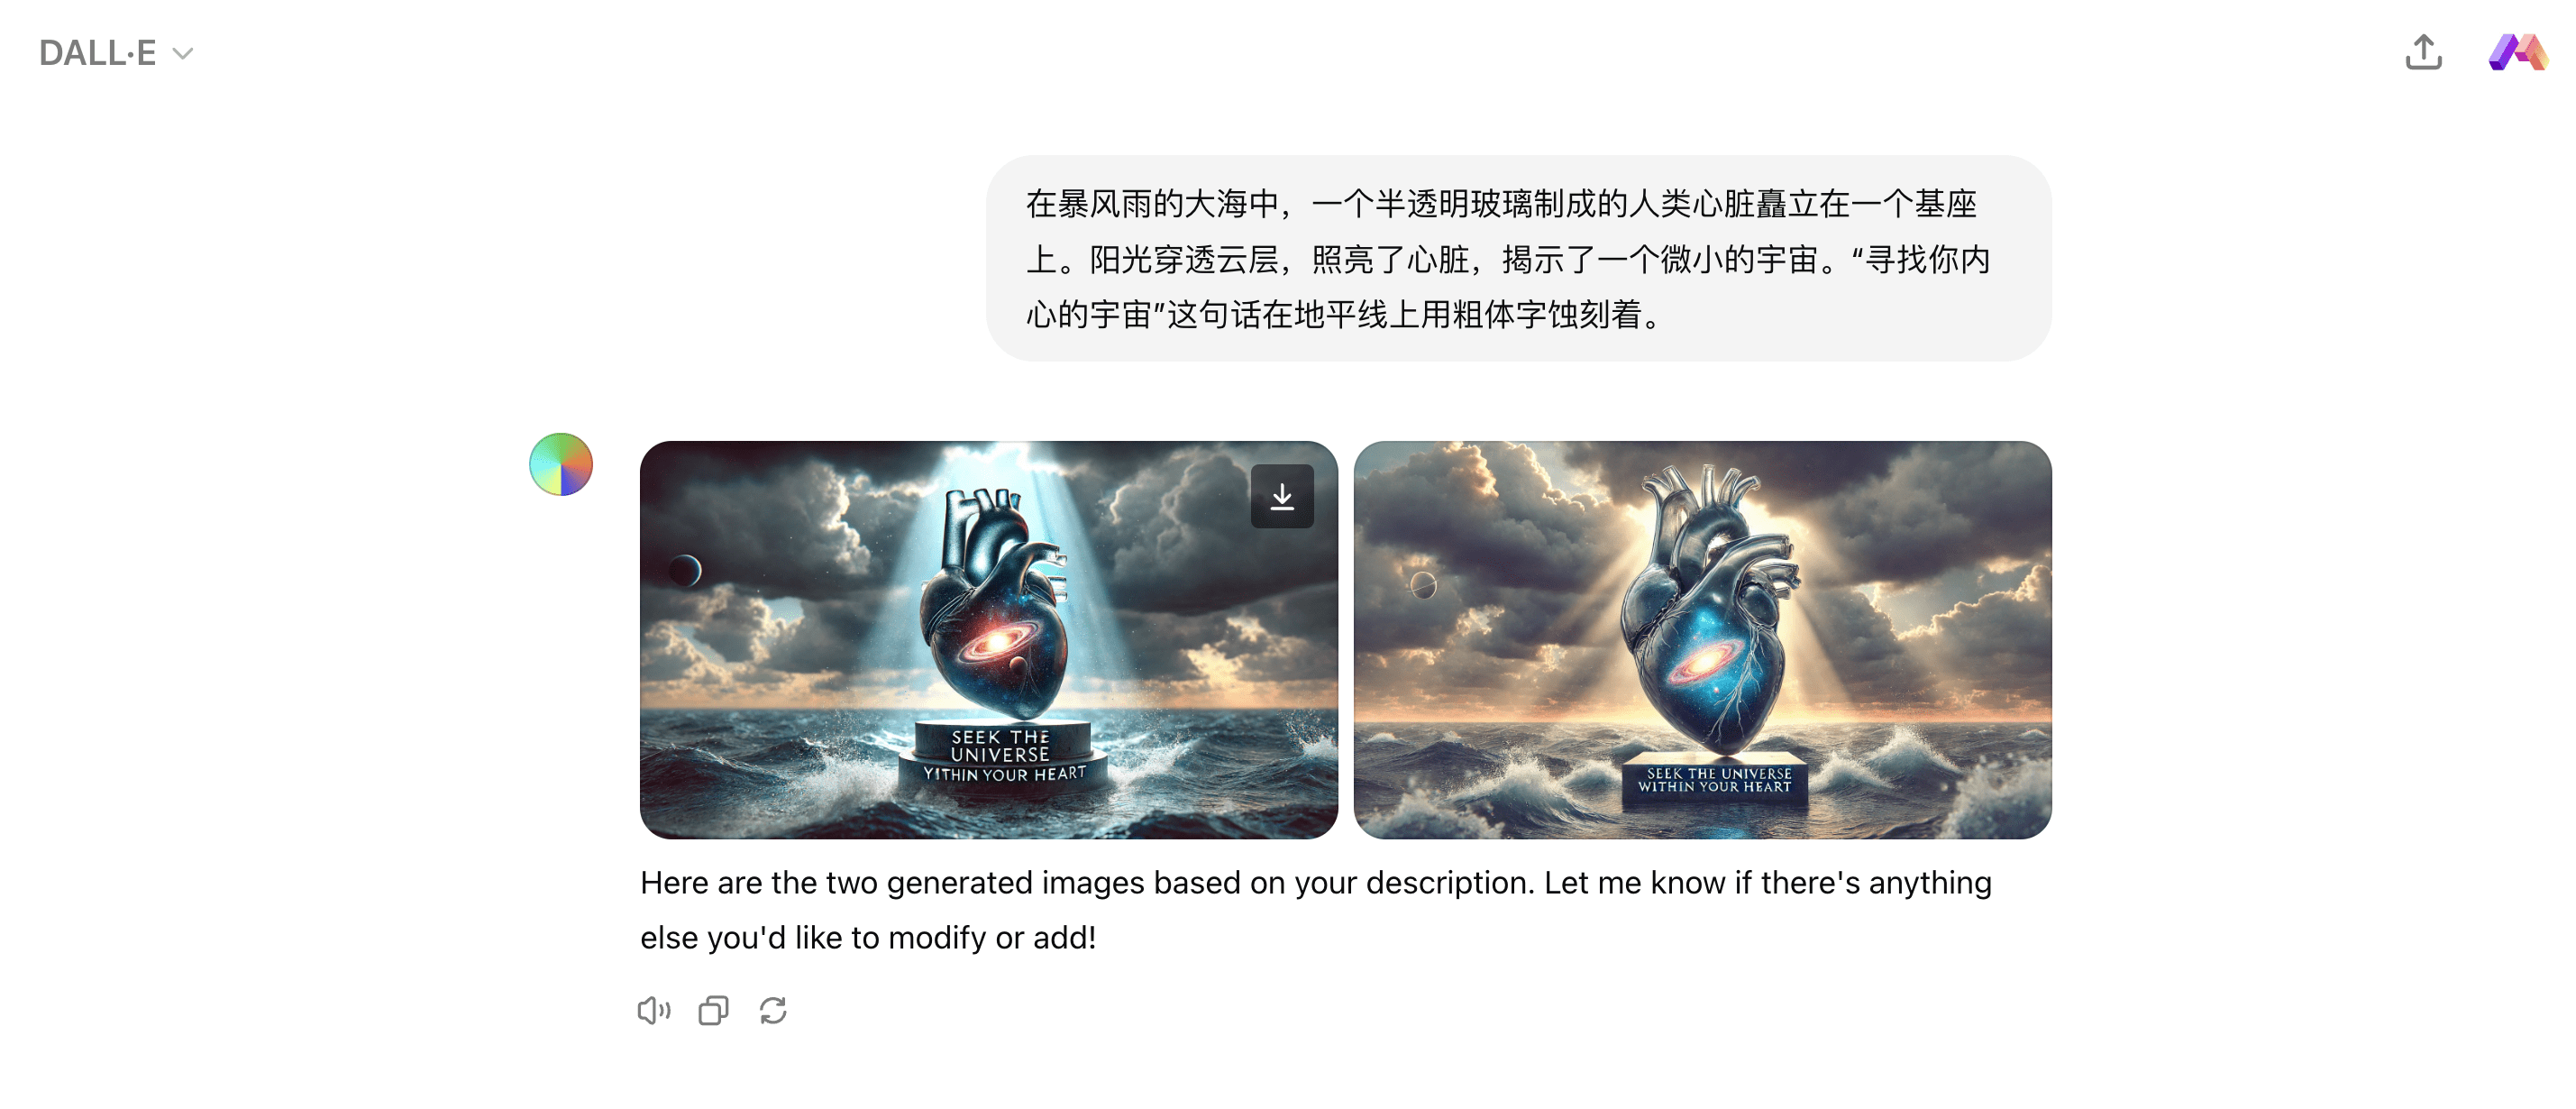 DALL·E
在暴风雨的大海中，一个半透明玻璃制成的人类心脏矗立在一个基座
上。阳光穿透云层，照亮了心脏，揭示了一个微小的宇宙。“寻找你内
心的宇宙”这句话在地平线上用粗体字蚀刻着。
SEEK THE
UNIVERSE
YITHIN YOUR HEART
SEEK THE UNIVERSE
WITHIN YOUR HEART
Here are the two generated images based on your description. Let me know if there's anything
else you'd like to modify or add!